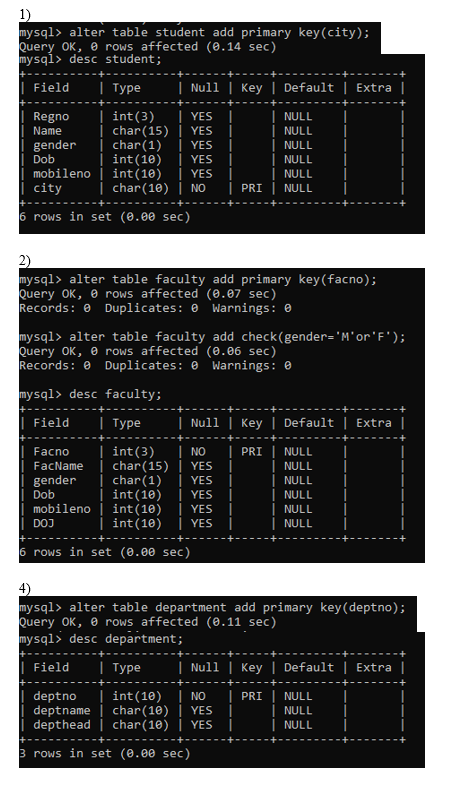 1)
mysql> alter table student add primary key(city);
Query OK, 0 rows affected (0.14 sec)
mysql> desc student;
+----------+----------+------+-----+---------+-------+
| Field    | Type     | Null | Key | Default | Extra |
+----------+----------+------+-----+---------+-------+
| Regno    | int(3)   | YES  |     | NULL    |       |
| Name     | char(15) | YES  |     | NULL    |       |
| gender   | char(1)  | YES  |     | NULL    |       |
| Dob      | int(10)  | YES  |     | NULL    |       |
| mobileno | int(10)  | YES  |     | NULL    |       |
| city     | char(10) | NO   | PRI | NULL    |       |
+----------+----------+------+-----+---------+-------+
6 rows in set (0.00 sec)
2)
mysql> alter table faculty add primary key(facno);
Query OK, 0 rows affected (0.07 sec)
Records: 0  Duplicates: 0  Warnings: 0
mysql> alter table faculty add check(gender='M'or'F');
Query OK, 0 rows affected (0.06 sec)
Records: 0  Duplicates: 0  Warnings: 0
mysql> desc faculty;
+----------+----------+------+-----+---------+-------+
| Field    | Type     | Null | Key | Default | Extra |
+----------+----------+------+-----+---------+-------+
| Facno    | int(3)   | NO   | PRI | NULL    |       |
| FacName  | char(15) | YES  |     | NULL    |       |
| gender   | char(1)  | YES  |     | NULL    |       |
| Dob      | int(10)  | YES  |     | NULL    |       |
| mobileno | int(10)  | YES  |     | NULL    |       |
| DOJ      | int(10)  | YES  |     | NULL    |       |
+----------+----------+------+-----+---------+-------+
6 rows in set (0.00 sec)
4)
mysql> alter table department add primary key(deptno);
Query OK, 0 rows affected (0.11 sec)
mysql> desc department;
+----------+----------+------+-----+---------+-------+
| Field    | Type     | Null | Key | Default | Extra |
+----------+----------+------+-----+---------+-------+
| deptno   | int(10)  | NO   | PRI | NULL    |       |
| deptname | char(10) | YES  |     | NULL    |       |
| depthead | char(10) | YES  |     | NULL    |       |
+----------+----------+------+-----+---------+-------+
3 rows in set (0.00 sec)